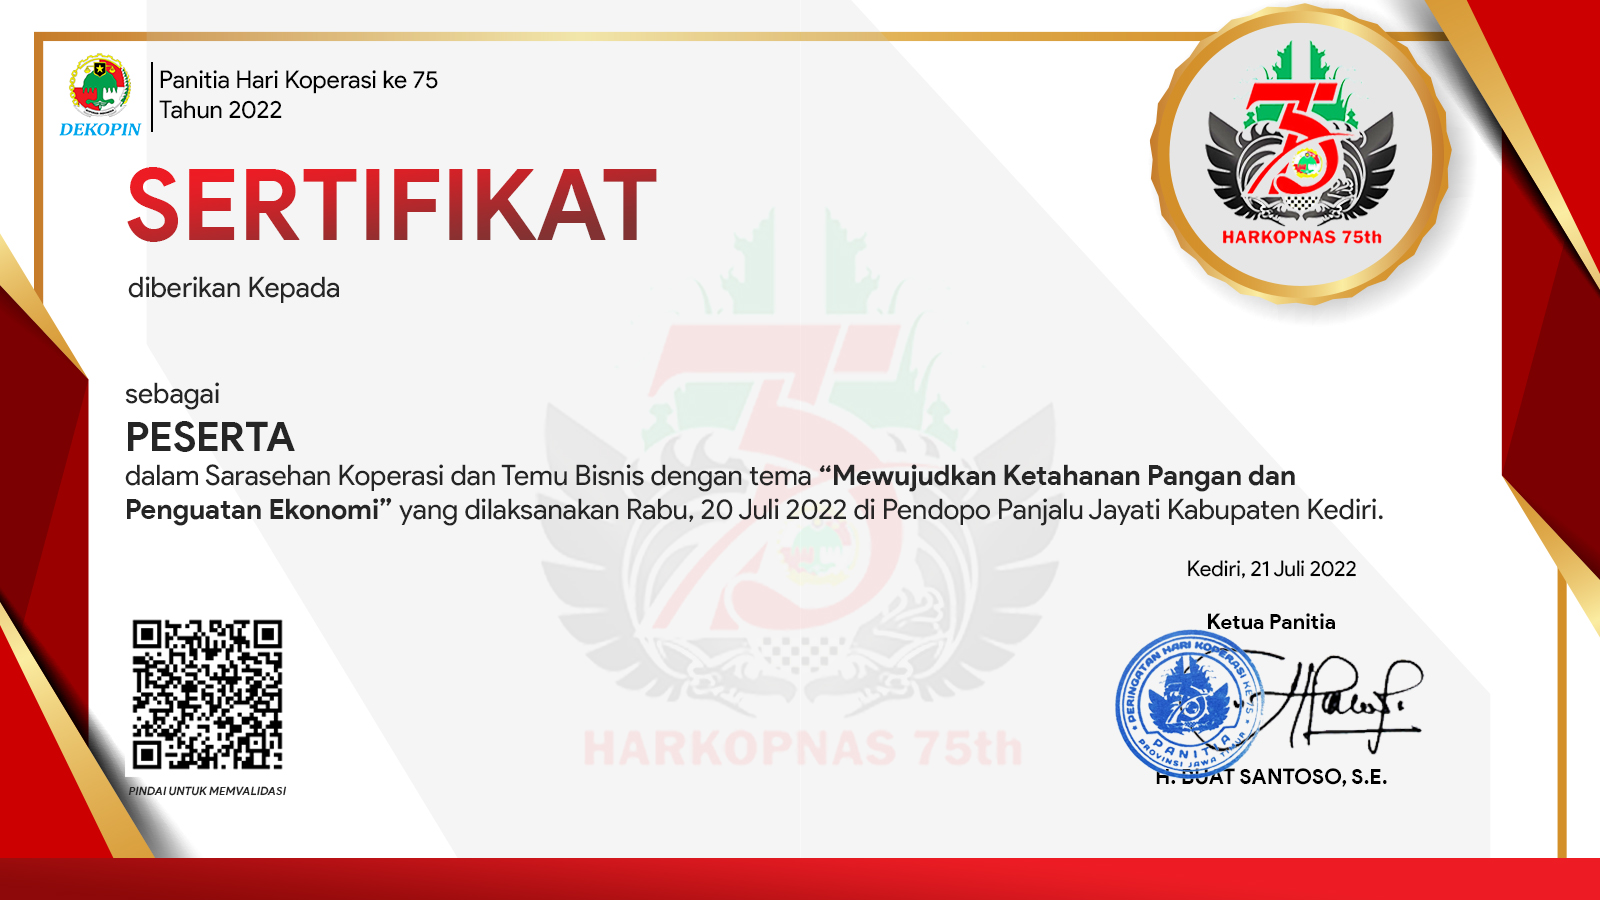 Panitia Hari Koperasi ke 75
Tahun 2022
DEKOPIN
HARKOPNAS 75th
SERTIFIKAT
diberikan Kepada
sebagai
PESERTA
dalam Sarasehan Koperasi dan Temu Bisnis dengan tema “Mewujudkan Ketahanan Pangan dan
Penguatan Ekonomi” yang dilaksanakan Rabu, 20 Juli 2022 di Pendopo Panjalu Jayati Kabupaten Kediri.
HARKOPNAS 75th
Kediri, 21 Juli 2022
Ketua Panitia
PERINGATAN HARI KOPERASI KE 75
PANITIA
PROVINSI JAWA TIMUR
H. BUAT SANTOSO, S.E.
PINDAI UNTUK MEMVALIDASI